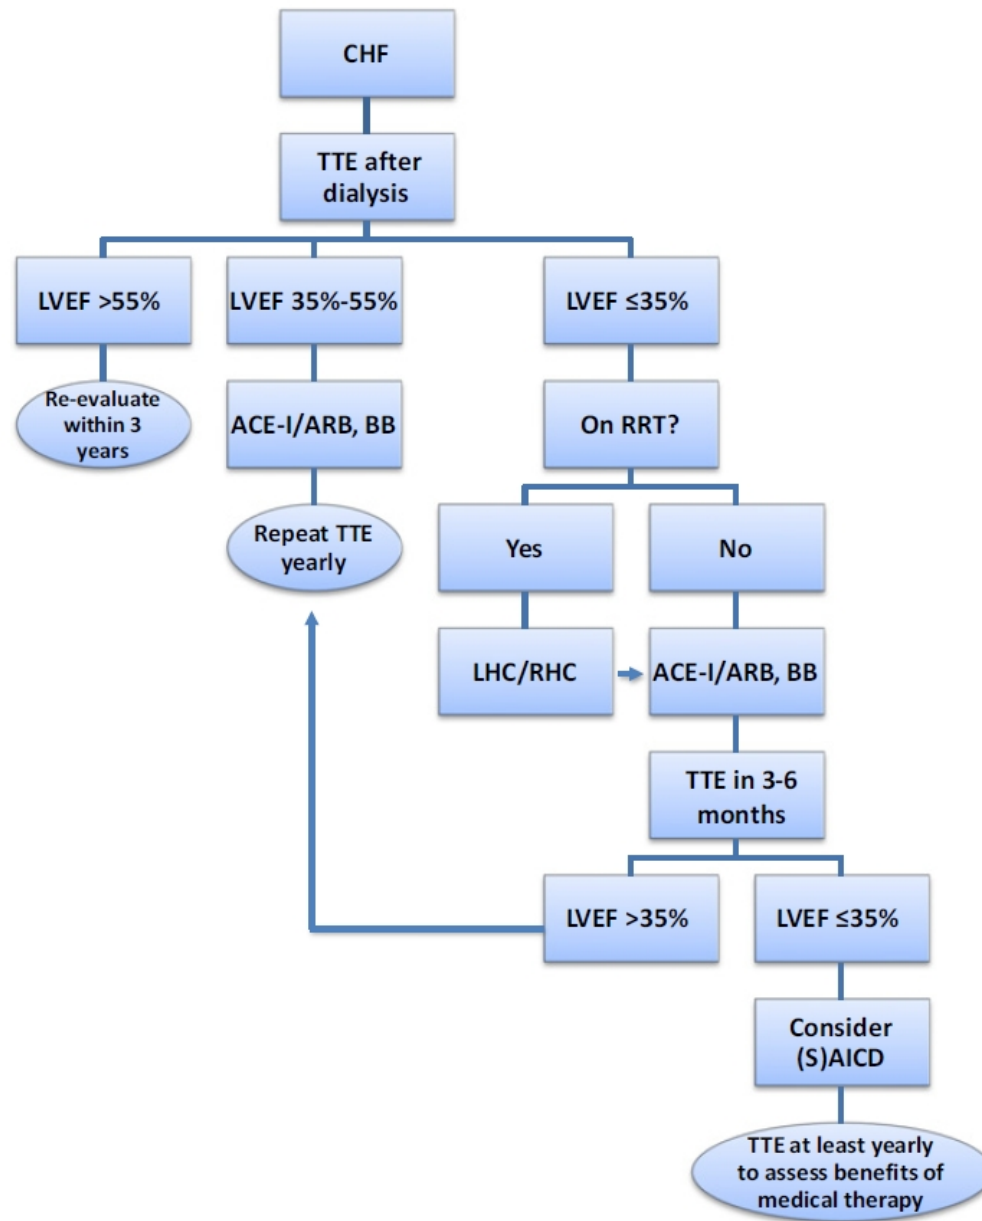 CHF
TTE after
dialysis
LVEF >55%
LVEF 35%-55%
LVEF ≤35%
Re-evaluate
within 3
years
ACE-I/ARB, BB
On RRT?
Repeat TTE
yearly
Yes
No
LHC/RHC
ACE-I/ARB, BB
TTE in 3-6
months
LVEF >35%
LVEF ≤35%
Consider
(S)AICD
TTE at least yearly
to assess benefits of
medical therapy